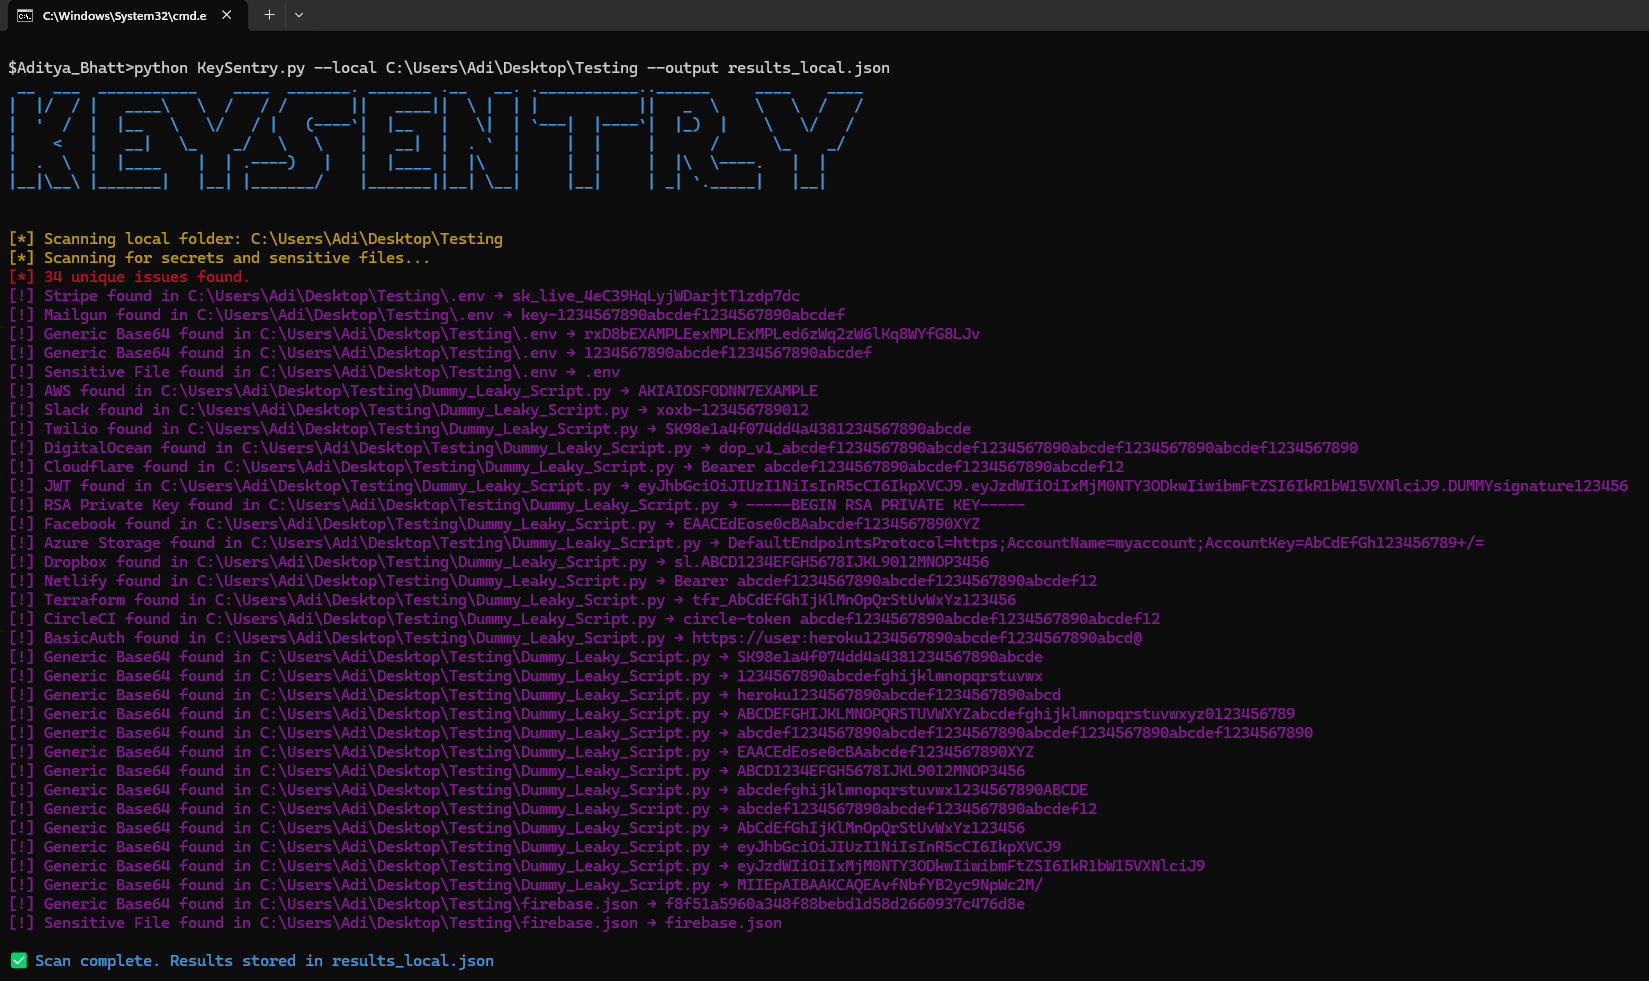 C:\Windows\System32\cmd.e
$Aditya_Bhatt>python KeySentry.py --local C:\Users\Adi\Desktop\Testing --output results_local.json
KEYSENTRY
[*] Scanning local folder: C:\Users\Adi\Desktop\Testing
[*] Scanning for secrets and sensitive files...
[*] 34 unique issues found.
[!] Stripe found in C:\Users\Adi\Desktop\Testing\.env → sk_live_4eC39HqLyjWDarjtT1zdp7dc
[!] Mailgun found in C:\Users\Adi\Desktop\Testing\.env → key-1234567890abcdef1234567890abcdef
[!] Generic Base64 found in C:\Users\Adi\Desktop\Testing\.env → rxD8bEXAMPLEexMPLExMPLed6zWq2zW6lKq8WYfG8LJv
[!] Generic Base64 found in C:\Users\Adi\Desktop\Testing\.env → 1234567890abcdef1234567890abcdef
[!] Sensitive File found in C:\Users\Adi\Desktop\Testing\.env → .env
[!] AWS found in C:\Users\Adi\Desktop\Testing\Dummy_Leaky_Script.py → AKIAIOSFODNN7EXAMPLE
[!] Slack found in C:\Users\Adi\Desktop\Testing\Dummy_Leaky_Script.py → xoxb-123456789012
[!] Twilio found in C:\Users\Adi\Desktop\Testing\Dummy_Leaky_Script.py → SK98e1a4f074dd4a4381234567890abcde
[!] DigitalOcean found in C:\Users\Adi\Desktop\Testing\Dummy_Leaky_Script.py → dop_v1_abcdef1234567890abcdef1234567890abcdef1234567890abcdef1234567890
[!] Cloudflare found in C:\Users\Adi\Desktop\Testing\Dummy_Leaky_Script.py → Bearer abcdef1234567890abcdef1234567890abcdef12
[!] JWT found in C:\Users\Adi\Desktop\Testing\Dummy_Leaky_Script.py → eyJhbGciOiJIUzI1NiIsInR5cCI6IkpXVCJ9.eyJzdWIiOiIxMjM0NTY3ODkwIiwibmFtZSI6IkR1bW15VXNlciJ9.DUMMYsignature123456
[!] RSA Private Key found in C:\Users\Adi\Desktop\Testing\Dummy_Leaky_Script.py → -----BEGIN RSA PRIVATE KEY-----
[!] Facebook found in C:\Users\Adi\Desktop\Testing\Dummy_Leaky_Script.py → EAACEdEose0cBAabcdef1234567890XYZ
[!] Azure Storage found in C:\Users\Adi\Desktop\Testing\Dummy_Leaky_Script.py → DefaultEndpointsProtocol=https;AccountName=myaccount;AccountKey=AbCdEfGh123456789+/=
[!] Dropbox found in C:\Users\Adi\Desktop\Testing\Dummy_Leaky_Script.py → sl.ABCD1234EFGH5678IJKL9012MNOP3456
[!] Netlify found in C:\Users\Adi\Desktop\Testing\Dummy_Leaky_Script.py → Bearer abcdef1234567890abcdef1234567890abcdef12
[!] Terraform found in C:\Users\Adi\Desktop\Testing\Dummy_Leaky_Script.py → tfr_AbCdEfGhIjKlMnOpQrStUvWxYz123456
[!] CircleCI found in C:\Users\Adi\Desktop\Testing\Dummy_Leaky_Script.py → circle-token abcdef1234567890abcdef1234567890abcdef12
[!] BasicAuth found in C:\Users\Adi\Desktop\Testing\Dummy_Leaky_Script.py → https://user:heroku1234567890abcdef1234567890abcd@
[!] Generic Base64 found in C:\Users\Adi\Desktop\Testing\Dummy_Leaky_Script.py → SK98e1a4f074dd4a4381234567890abcde
[!] Generic Base64 found in C:\Users\Adi\Desktop\Testing\Dummy_Leaky_Script.py → 1234567890abcdefghijklmnopqrstuvwx
[!] Generic Base64 found in C:\Users\Adi\Desktop\Testing\Dummy_Leaky_Script.py → heroku1234567890abcdef1234567890abcd
[!] Generic Base64 found in C:\Users\Adi\Desktop\Testing\Dummy_Leaky_Script.py → ABCDEFGHIJKLMNOPQRSTUVWXYZabcdefghijklmnopqrstuvwxyz0123456789
[!] Generic Base64 found in C:\Users\Adi\Desktop\Testing\Dummy_Leaky_Script.py → abcdef1234567890abcdef1234567890abcdef1234567890abcdef1234567890
[!] Generic Base64 found in C:\Users\Adi\Desktop\Testing\Dummy_Leaky_Script.py → EAACEdEose0cBAabcdef1234567890XYZ
[!] Generic Base64 found in C:\Users\Adi\Desktop\Testing\Dummy_Leaky_Script.py → ABCD1234EFGH5678IJKL9012MNOP3456
[!] Generic Base64 found in C:\Users\Adi\Desktop\Testing\Dummy_Leaky_Script.py → abcdefghijklmnopqrstuvwx1234567890ABCDE
[!] Generic Base64 found in C:\Users\Adi\Desktop\Testing\Dummy_Leaky_Script.py → abcdef1234567890abcdef1234567890abcdef12
[!] Generic Base64 found in C:\Users\Adi\Desktop\Testing\Dummy_Leaky_Script.py → AbCdEfGhIjKlMnOpQrStUvWxYz123456
[!] Generic Base64 found in C:\Users\Adi\Desktop\Testing\Dummy_Leaky_Script.py → eyJhbGciOiJIUzI1NiIsInR5cCI6IkpXVCJ9
[!] Generic Base64 found in C:\Users\Adi\Desktop\Testing\Dummy_Leaky_Script.py → eyJzdWIiOiIxMjM0NTY3ODkwIiwibmFtZSI6IkR1bW15VXNlciJ9
[!] Generic Base64 found in C:\Users\Adi\Desktop\Testing\Dummy_Leaky_Script.py → MIIEpAIBAAKCAQEAvfNbfYB2yc9NpWc2M/
[!] Generic Base64 found in C:\Users\Adi\Desktop\Testing\firebase.json → f8f51a5960a348f88bebd1d58d2660937c476d8e
[!] Sensitive File found in C:\Users\Adi\Desktop\Testing\firebase.json → firebase.json
✅ Scan complete. Results stored in results_local.json